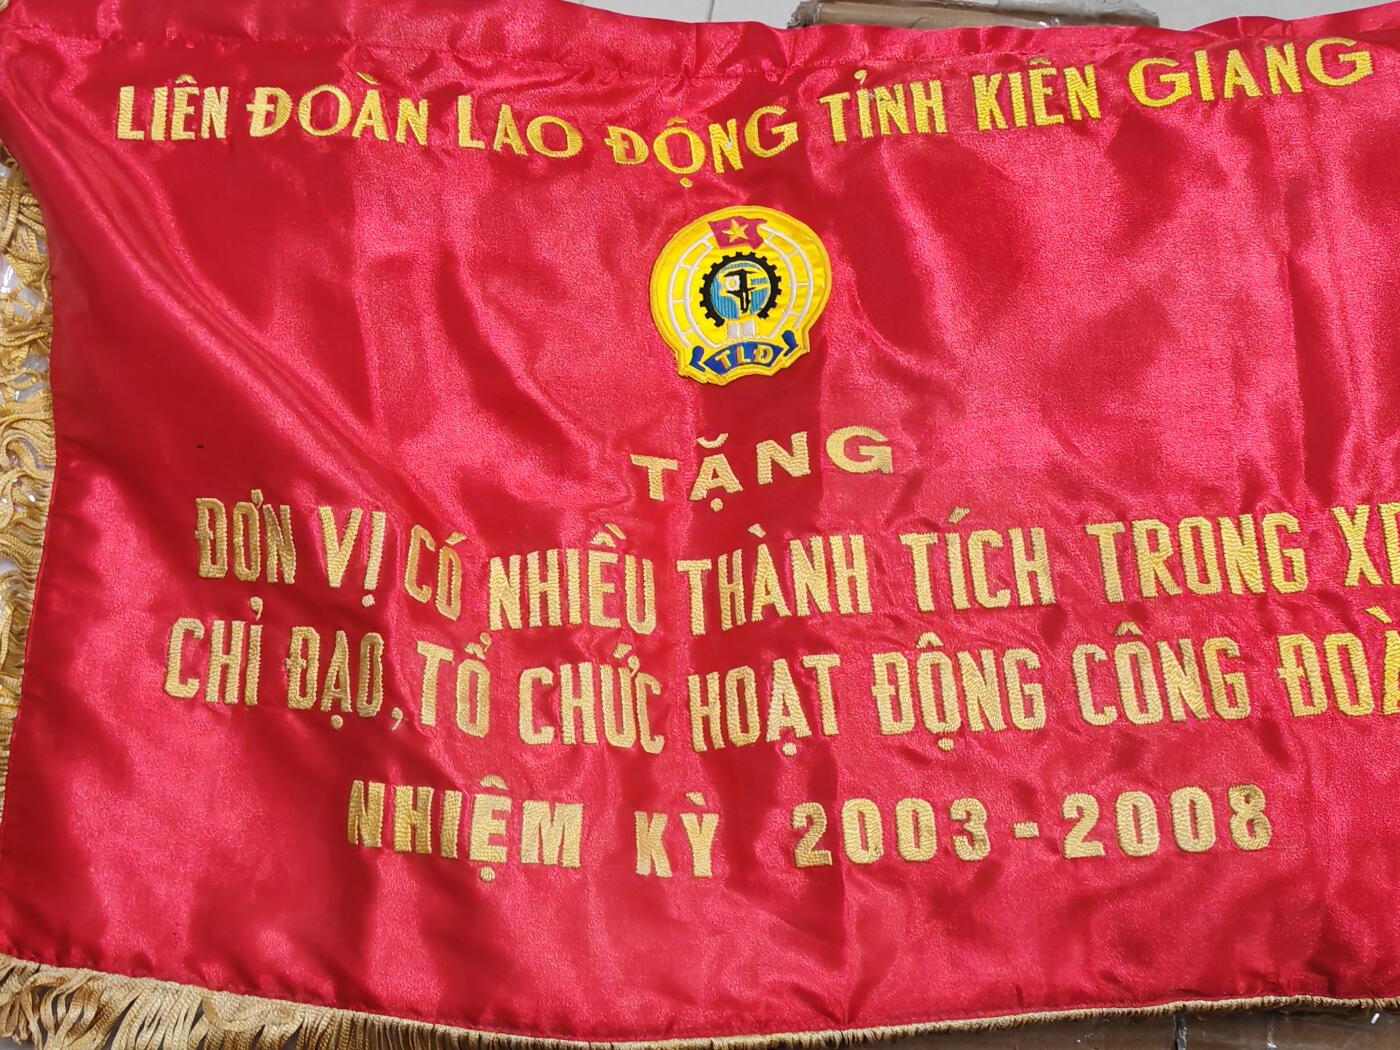 LIÊN ĐOÀN LAO ĐỘNG TỈNH KIÊN GIANG
TLĐ
TẶNG
ĐƠN VỊ CÓ NHIỀU THÀNH TÍCH TRONG
CHỈ ĐẠO, TỔ CHỨC HOẠT ĐỘNG CÔNG ĐOÀ
NHIỆM KỲ 2003-2008